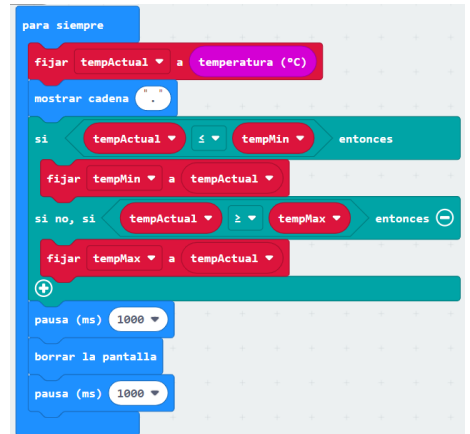 para siempre
fijar tempActual a temperatura (ºC)
mostrar cadena "."
si tempActual ≤ tempMin entonces
fijar tempMin a tempActual
si no, si tempActual ≥ tempMax entonces
fijar tempMax a tempActual
pausa (ms) 1000
borrar la pantalla
pausa (ms) 1000